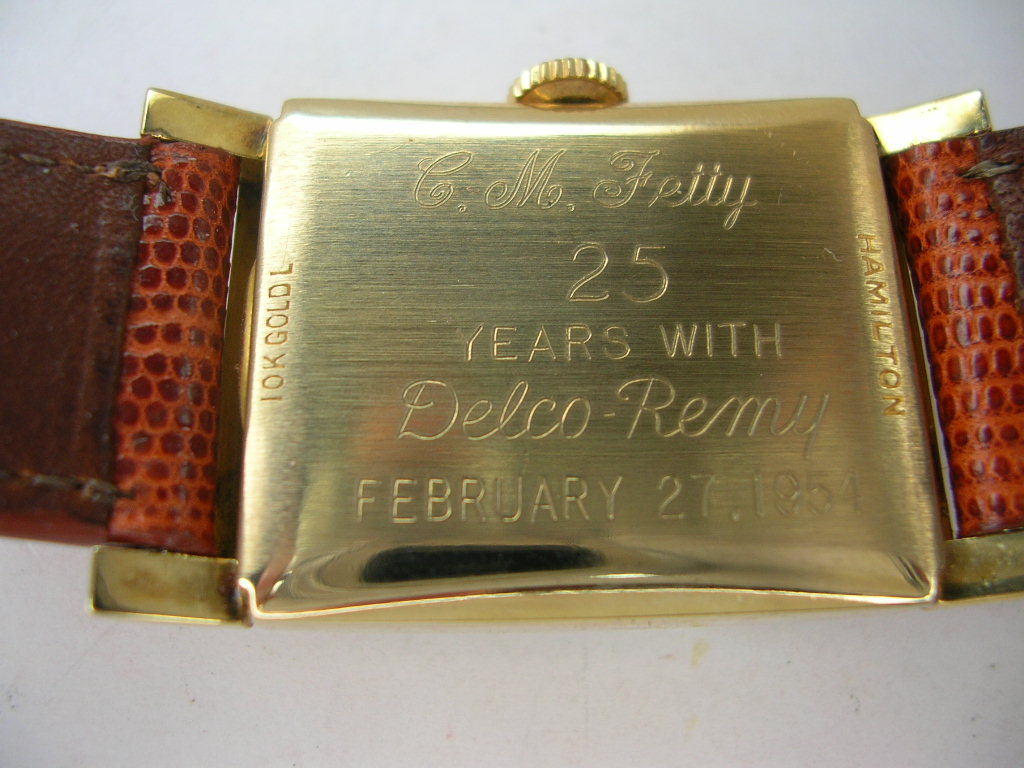 C. M. Fetty
25
YEARS WITH
Delco-Remy
FEBRUARY 27, 1954
10K GOLD L
HAMILTON